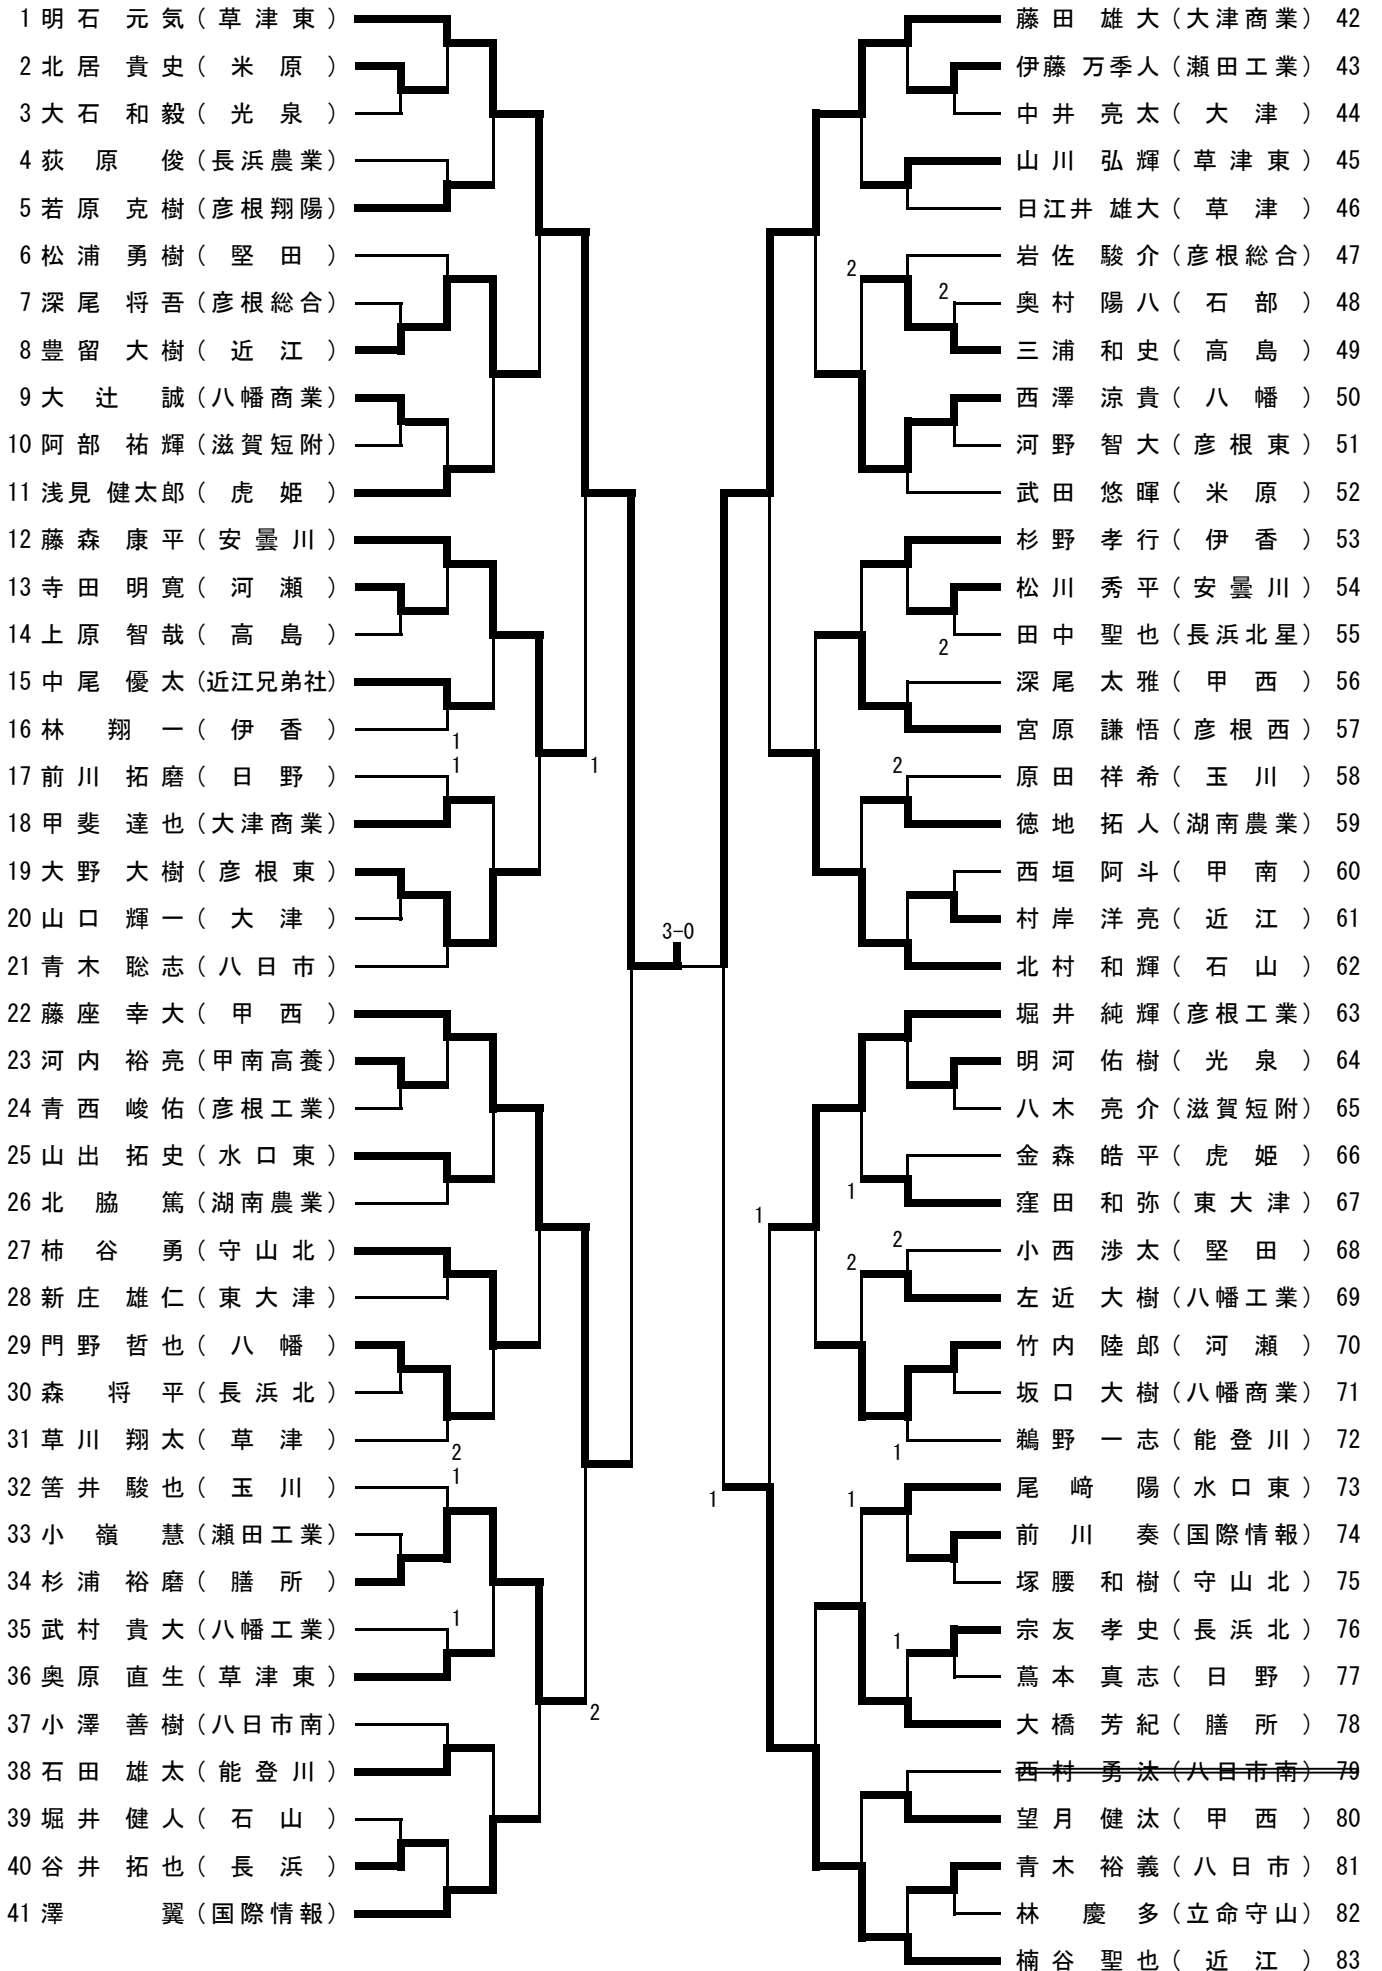 1 明石 元気 (草津東)
2 北居 貴史 (米原)
3 大石 和毅 (光泉)
4 荻原 俊 (長浜農業)
5 若原 克樹 (彦根翔陽)
6 松浦 勇樹 (堅田)
7 深尾 将吾 (彦根総合)
8 豊留 大樹 (近江)
9 大辻 誠 (八幡商業)
10 阿部 祐輝 (滋賀短附)
11 浅見 健太郎 (虎姫)
12 藤森 康平 (安曇川)
13 寺田 明寛 (河瀬)
14 上原 智哉 (高島)
15 中尾 優太 (近江兄弟社)
16 林 翔一 (伊香)
1
1
17 前川 拓磨 (日野)
18 甲斐 達也 (大津商業)
19 大野 大樹 (彦根東)
20 山口 輝一 (大津)
21 青木 聡志 (八日市)
1
22 藤座 幸大 (甲西)
23 河内 裕亮 (甲南高養)
24 青西 峻佑 (彦根工業)
25 山出 拓史 (水口東)
26 北脇 篤 (湖南農業)
27 柿谷 勇 (守山北)
28 新庄 雄仁 (東大津)
29 門野 哲也 (八幡)
30 森 将平 (長浜北)
31 草川 翔太 (草津)
2
1
32 筈井 駿也 (玉川)
33 小嶺 慧 (瀬田工業)
34 杉浦 裕磨 (膳所)
35 武村 貴大 (八幡工業)
1
36 奥原 直生 (草津東)
37 小澤 善樹 (八日市南)
2
38 石田 雄太 (能登川)
39 堀井 健人 (石山)
40 谷井 拓也 (長浜)
41 澤 翼 (国際情報)
3-0
藤田 雄大 (大津商業) 42
伊藤 万季人 (瀬田工業) 43
中井 亮太 (大津) 44
山川 弘輝 (草津東) 45
日江井 雄大 (草津) 46
岩佐 駿介 (彦根総合) 47
2
2
奥村 陽八 (石部) 48
三浦 和史 (高島) 49
西澤 涼貴 (八幡) 50
河野 智大 (彦根東) 51
武田 悠暉 (米原) 52
杉野 孝行 (伊香) 53
松川 秀平 (安曇川) 54
田中 聖也 (長浜北星) 55
2
深尾 太雅 (甲西) 56
宮原 謙悟 (彦根西) 57
2
原田 祥希 (玉川) 58
徳地 拓人 (湖南農業) 59
西垣 阿斗 (甲南) 60
村岸 洋亮 (近江) 61
北村 和輝 (石山) 62
堀井 純輝 (彦根工業) 63
明河 佑樹 (光泉) 64
八木 亮介 (滋賀短附) 65
金森 皓平 (虎姫) 66
1
窪田 和弥 (東大津) 67
1
2
小西 渉太 (堅田) 68
2
左近 大樹 (八幡工業) 69
竹内 陸郎 (河瀬) 70
坂口 大樹 (八幡商業) 71
鵜野 一志 (能登川) 72
1
尾﨑 陽 (水口東) 73
1
1
前川 奏 (国際情報) 74
塚腰 和樹 (守山北) 75
宗友 孝史 (長浜北) 76
1
蔦本 真志 (日野) 77
大橋 芳紀 (膳所) 78
西村 勇汰 (八日市南) 79
望月 健汰 (甲西) 80
青木 裕義 (八日市) 81
林 慶多 (立命守山) 82
楠谷 聖也 (近江) 83